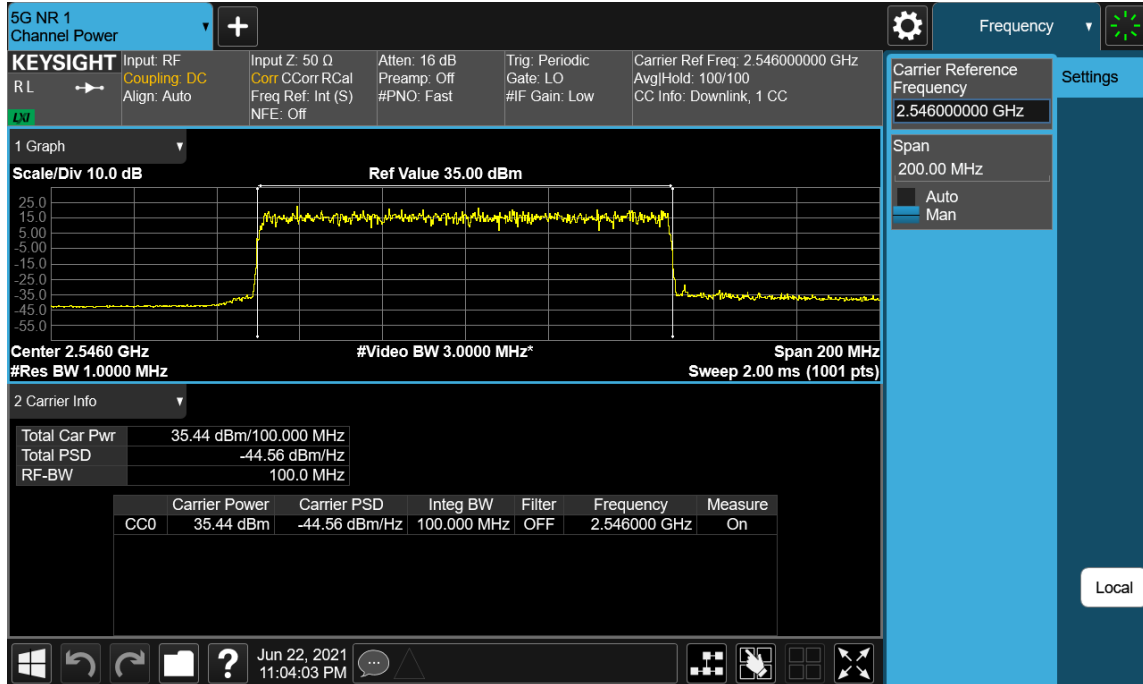 5G NR 1
Channel Power
+
Frequency
KEYSIGHT
R L
LXI
Input: RF
Coupling: DC
Align: Auto
Input Z: 50 Ω
Corr CCorr RCal
Freq Ref: Int (S)
NFE: Off
Atten: 16 dB
Preamp: Off
#PNO: Fast
Trig: Periodic
Gate: LO
#IF Gain: Low
Carrier Ref Freq: 2.546000000 GHz
Avg|Hold: 100/100
CC Info: Downlink, 1 CC
Carrier Reference
Frequency
2.546000000 GHz
Settings
Span
200.00 MHz
Auto
Man
1 Graph
Scale/Div 10.0 dB
Ref Value 35.00 dBm
25.0
15.0
5.00
-5.00
-15.0
-25.0
-35.0
-45.0
-55.0
Center 2.5460 GHz
#Video BW 3.0000 MHz*
Span 200 MHz
#Res BW 1.0000 MHz
Sweep 2.00 ms (1001 pts)
2 Carrier Info
Total Car Pwr 35.44 dBm/100.000 MHz
Total PSD -44.56 dBm/Hz
RF-BW 100.0 MHz
Carrier Power Carrier PSD Integ BW Filter Frequency Measure
CC0 35.44 dBm -44.56 dBm/Hz 100.000 MHz OFF 2.546000 GHz On
Local
?
Jun 22, 2021
11:04:03 PM